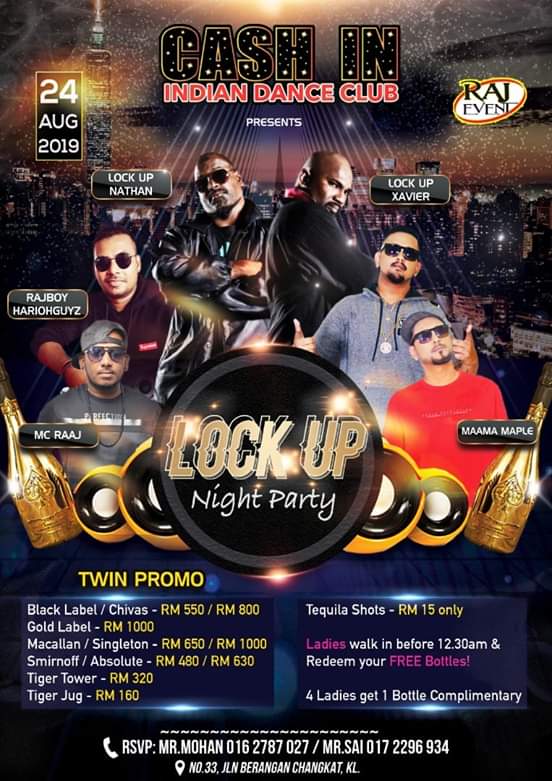 CASH IN
INDIAN DANCE CLUB
PRESENTS
24
AUG
2019
RAJ
EVENT
LOCK UP
NATHAN
LOCK UP
XAVIER
RAJBOY
HARIOHGUYZ
MC RAAJ
MAAMA MAPLE
LOCK UP
Night Party
TWIN PROMO
Black Label / Chivas - RM 550 / RM 800
Gold Label - RM 1000
Macallan / Singleton - RM 650 / RM 1000
Smirnoff / Absolute - RM 480 / RM 630
Tiger Tower - RM 320
Tiger Jug - RM 160
Tequila Shots - RM 15 only
Ladies walk in before 12.30am &
Redeem your FREE Bottles!
4 Ladies get 1 Bottle Complimentary
~~~~~~~~~~~~~~~~~~~~~~
RSVP: MR.MOHAN 016 2787 027 / MR.SAI 017 2296 934
NO.33, JLN BERANGAN CHANGKAT, KL.